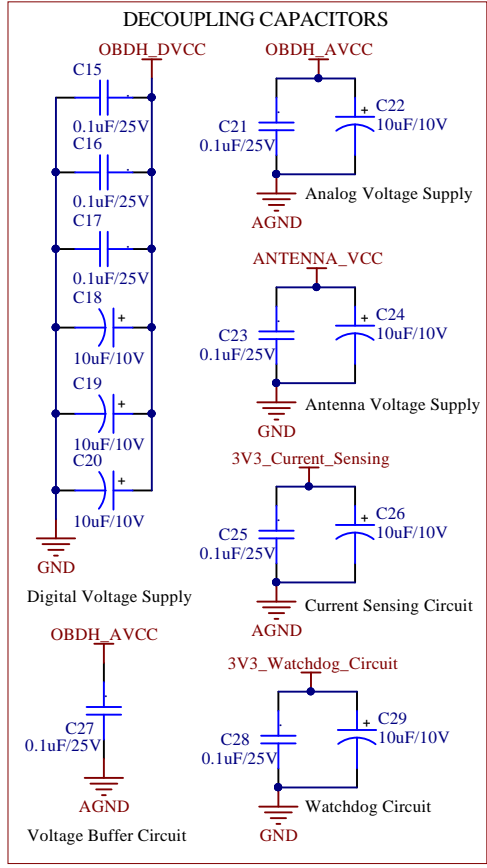 DECOUPLING CAPACITORS
OBDH_DVCC
C15
0.1uF/25V
C16
0.1uF/25V
C17
0.1uF/25V
C18
+
10uF/10V
C19
+
10uF/10V
C20
+
10uF/10V
GND
Digital Voltage Supply
OBDH_AVCC
C27
0.1uF/25V
AGND
Voltage Buffer Circuit
OBDH_AVCC
C21
0.1uF/25V
+
C22
10uF/10V
AGND
Analog Voltage Supply
ANTENNA_VCC
C23
0.1uF/25V
+
C24
10uF/10V
GND
Antenna Voltage Supply
3V3_Current_Sensing
C25
0.1uF/25V
+
C26
10uF/10V
AGND
Current Sensing Circuit
3V3_Watchdog_Circuit
C28
0.1uF/25V
+
C29
10uF/10V
GND
Watchdog Circuit